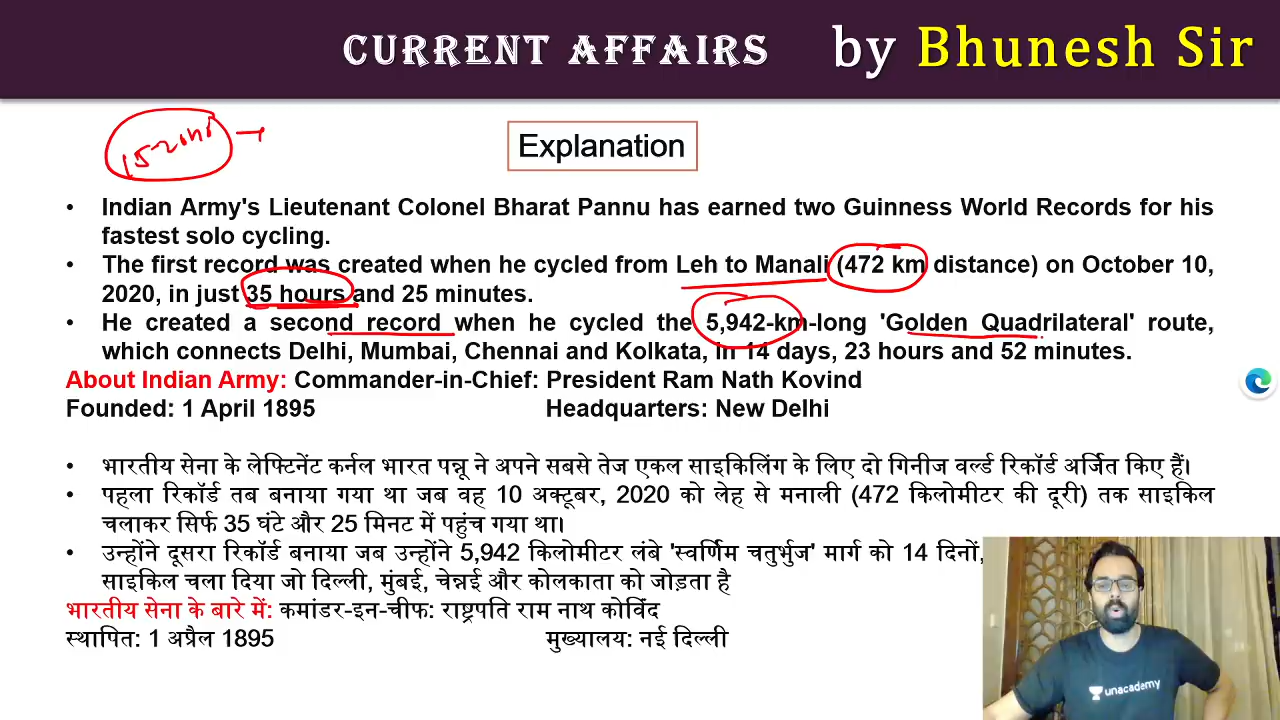 CURRENT AFFAIRS by Bhunesh Sir
Explanation
• Indian Army's Lieutenant Colonel Bharat Pannu has earned two Guinness World Records for his
fastest solo cycling.
• The first record was created when he cycled from Leh to Manali (472 km distance) on October 10,
2020, in just 35 hours and 25 minutes.
• He created a second record when he cycled the 5,942-km-long 'Golden Quadrilateral' route,
which connects Delhi, Mumbai, Chennai and Kolkata, in 14 days, 23 hours and 52 minutes.
About Indian Army: Commander-in-Chief: President Ram Nath Kovind
Founded: 1 April 1895 Headquarters: New Delhi
• भारतीय सेना के लेफ्टिनेंट कर्नल भारत पन्नू ने अपने सबसे तेज एकल साइकिलिंग के लिए दो गिनीज वर्ल्ड रिकॉर्ड अर्जित किए हैं।
• पहला रिकॉर्ड तब बनाया गया था जब वह 10 अक्टूबर, 2020 को लेह से मनाली (472 किलोमीटर की दूरी) तक साइकिल
चलाकर सिर्फ 35 घंटे और 25 मिनट में पहुंच गया था।
• उन्होंने दूसरा रिकॉर्ड बनाया जब उन्होंने 5,942 किलोमीटर लंबे 'स्वर्णिम चतुर्भुज' मार्ग को 14 दिनों,
साइकिल चला दिया जो दिल्ली, मुंबई, चेन्नई और कोलकाता को जोड़ता है
भारतीय सेना के बारे में: कमांडर-इन-चीफ: राष्ट्रपति राम नाथ कोविंद
स्थापित: 1 अप्रैल 1895 मुख्यालय: नई दिल्ली
unacademy